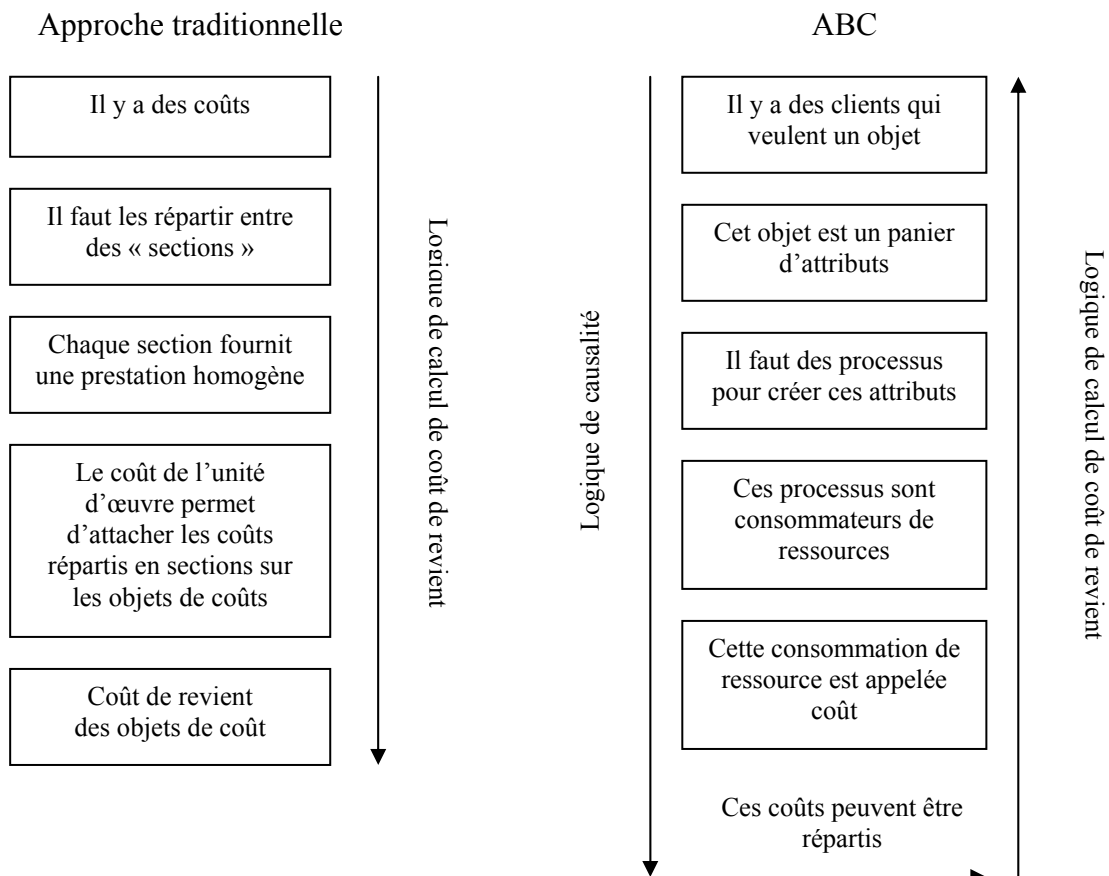 Approche traditionnelle
Il y a des coûts
Il faut les répartir entre
des « sections »
Chaque section fournit
une prestation homogène
Le coût de l’unité
d’œuvre permet
d’attacher les coûts
répartis en sections sur
les objets de coûts
Coût de revient
des objets de coût
Logique de calcul de coût de revient
ABC
Logique de causalité
Il y a des clients qui
veulent un objet
Cet objet est un panier
d’attributs
Il faut des processus
pour créer ces attributs
Ces processus sont
consommateurs de
ressources
Cette consommation de
ressource est appelée
coût
Ces coûts peuvent être
répartis
Logique de calcul de coût de revient